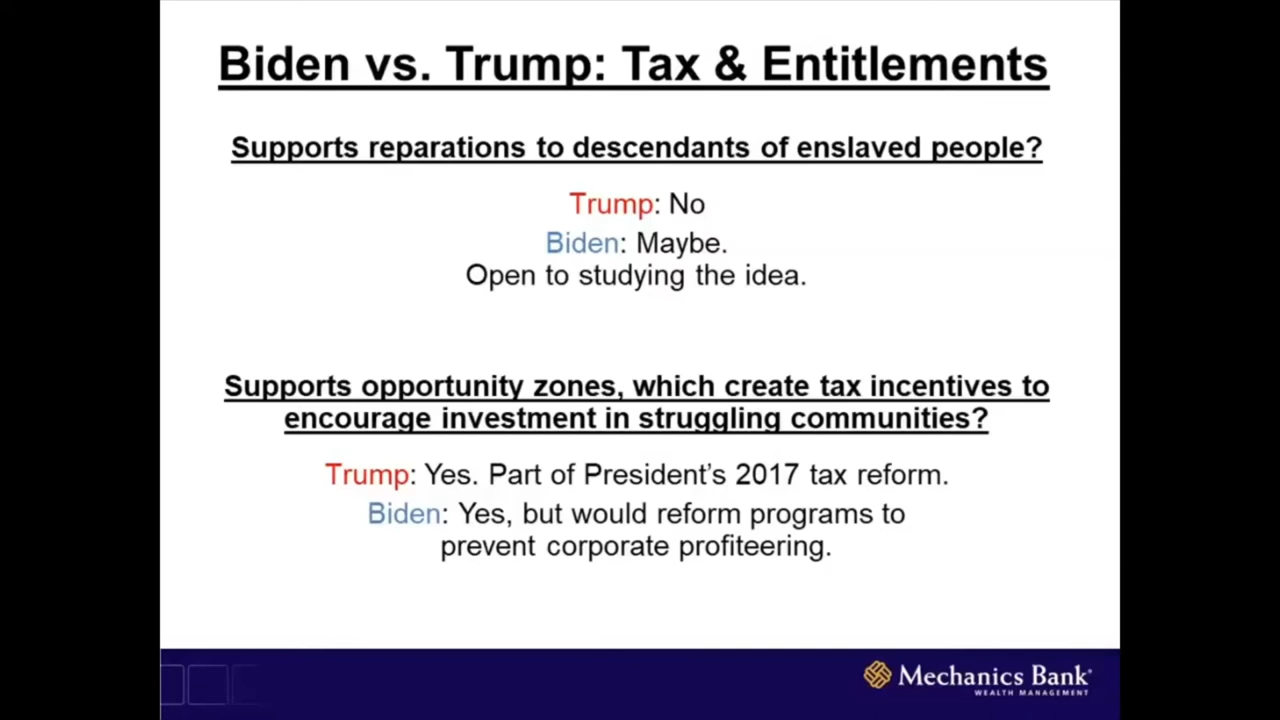 Biden vs. Trump: Tax & Entitlements
Supports reparations to descendants of enslaved people?
Trump: No
Biden: Maybe.
Open to studying the idea.
Supports opportunity zones, which create tax incentives to
encourage investment in struggling communities?
Trump: Yes. Part of President’s 2017 tax reform.
Biden: Yes, but would reform programs to
prevent corporate profiteering.
Mechanics Bank
WEALTH MANAGEMENT